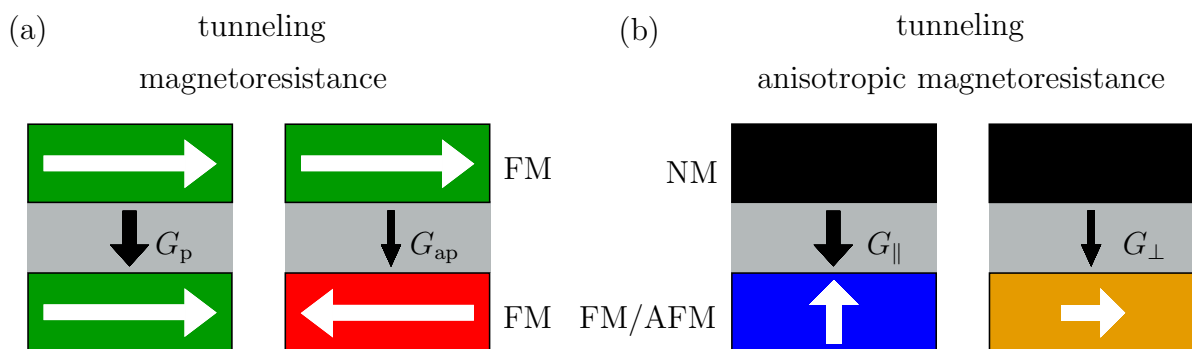 (a) tunneling
magnetoresistance
FM
G_p G_ap
FM
(b) tunneling
anisotropic magnetoresistance
NM
G_∥ G_⊥
FM/AFM